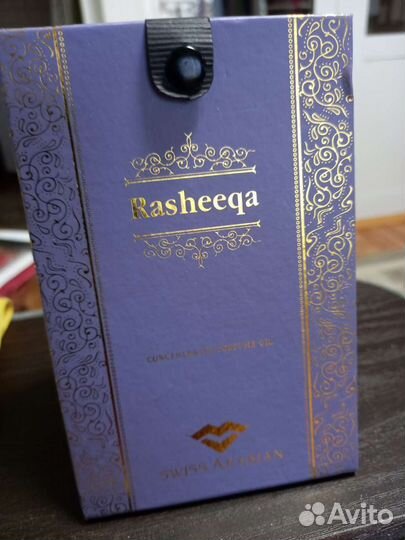 Rasheeqa
CONCENTRATED PERFUME OIL
SWISS ARABIAN
Avito